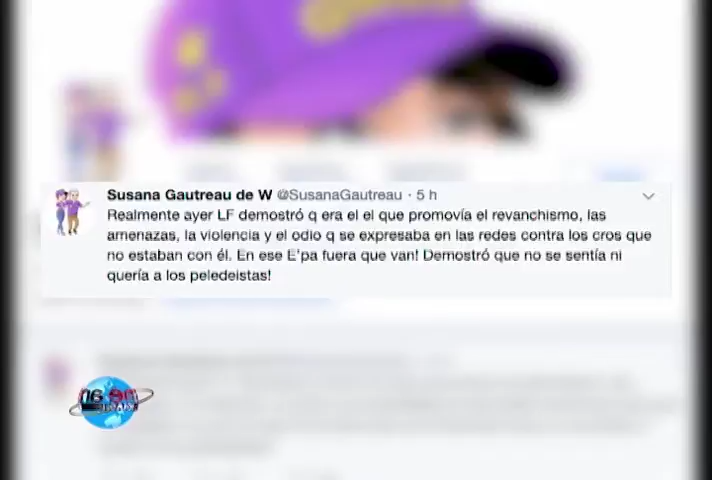 Susana Gautreau de W @SusanaGautreau · 5 h
Realmente ayer LF demostró q era el el que promovía el revanchismo, las
amenazas, la violencia y el odio q se expresaba en las redes contra los cros que
no estaban con él. En ese E'pa fuera que van! Demostró que no se sentía ni
quería a los peledeistas!